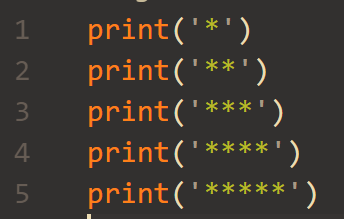 1 print('*')
2 print('**')
3 print('***')
4 print('****')
5 print('*****')